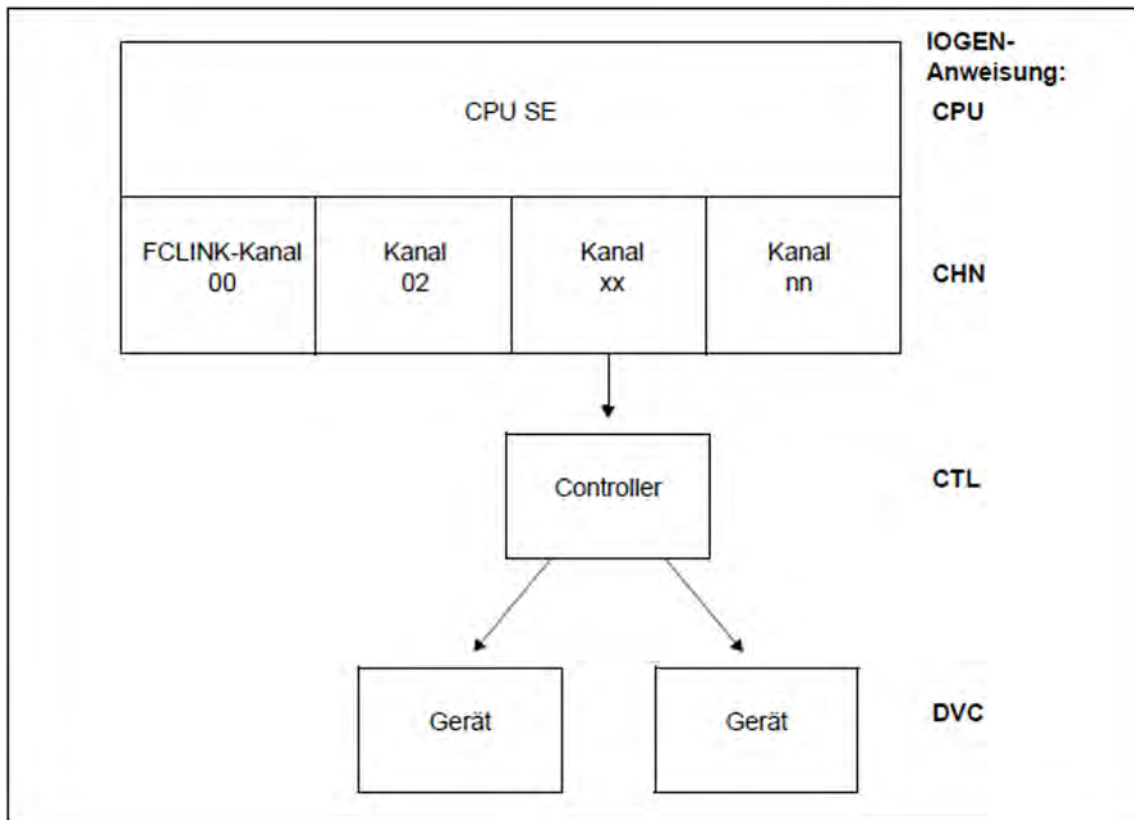 IOGEN-
Anweisung:
CPU SE
CPU
FCLINK-Kanal
00
Kanal
02
Kanal
xx
Kanal
nn
CHN
Controller
CTL
Gerät
Gerät
DVC